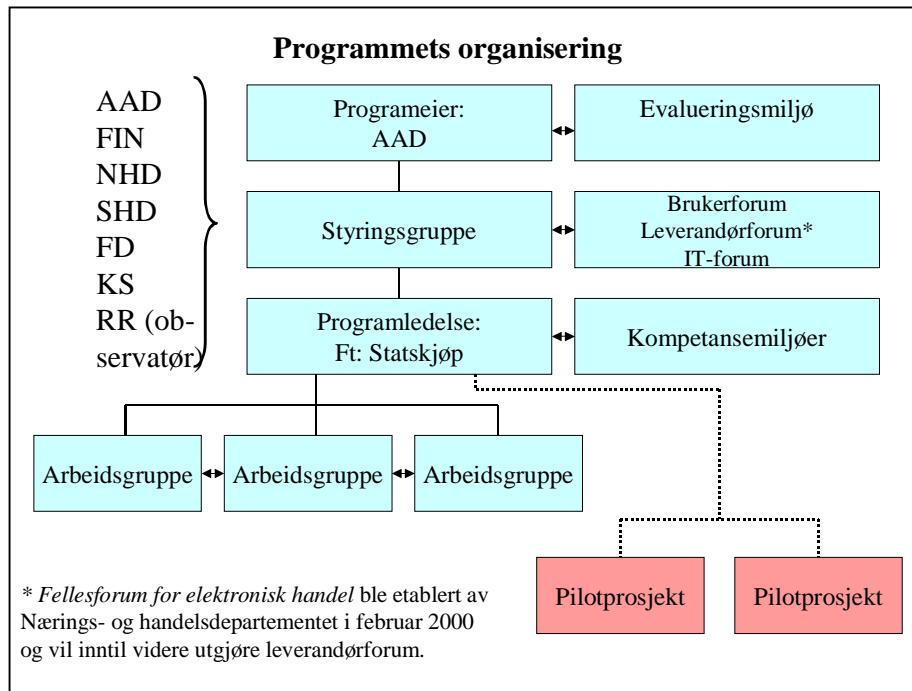 Programmets organisering
AAD
FIN
NHD
SHD
FD
KS
RR (ob-
servatør)
Programeier:
AAD
Evalueringsmiljø
Styringsgruppe
Brukerforum
Leverandørforum*
IT-forum
Programledelse:
Ft: Statskjøp
Kompetansemiljøer
Arbeidsgruppe
Arbeidsgruppe
Arbeidsgruppe
Pilotprosjekt
Pilotprosjekt
* Fellesforum for elektronisk handel ble etablert av
Nærings- og handelsdepartementet i februar 2000
og vil inntil videre utgjøre leverandørforum.